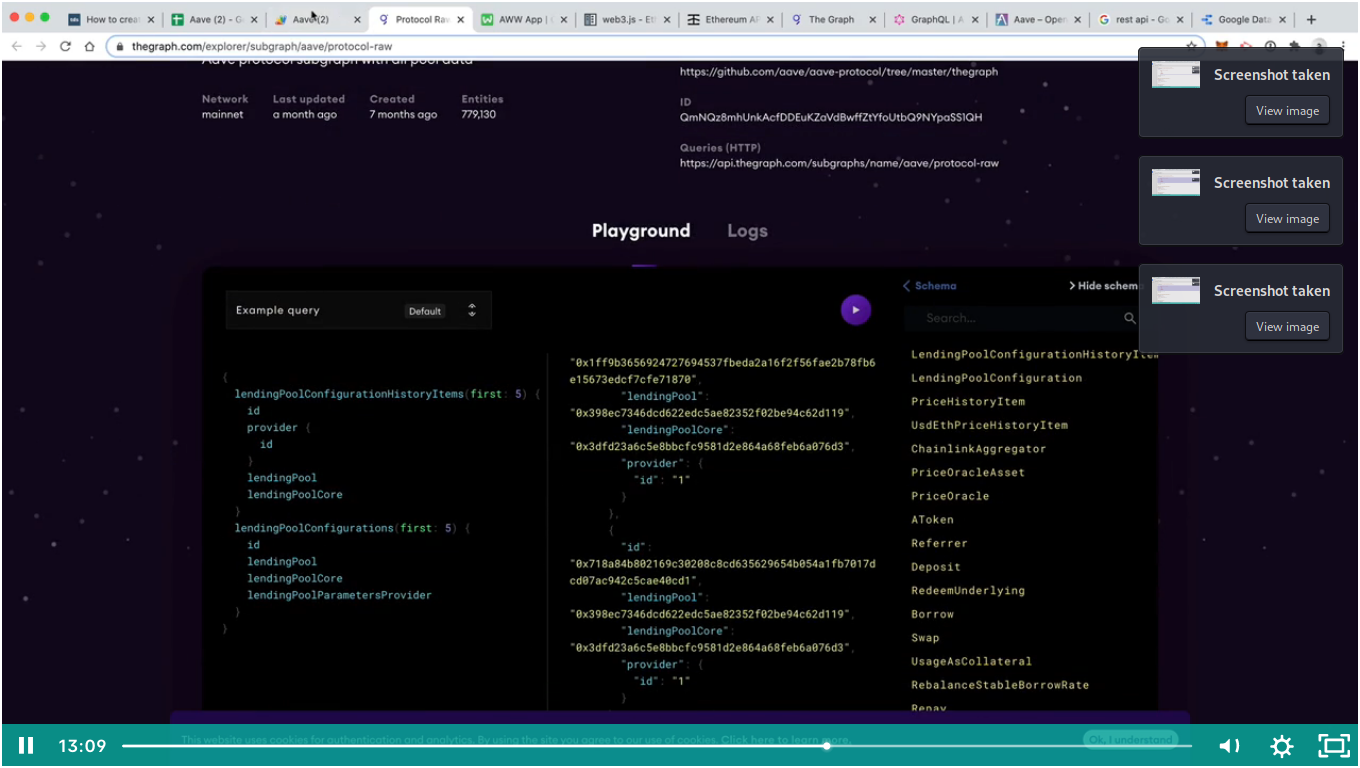 How to crea
Aave (2) - G
Aave (2)
Protocol Raw
AWW App |
web3.js - Et
Ethereum AP
The Graph
GraphQL | A
Aave – Open
rest api - Go
Google Data
thegraph.com/explorer/subgraph/aave/protocol-raw
Aave protocol subgraph with all pool data
https://github.com/aave/aave-protocol/tree/master/thegraph
Network
Last updated
Created
Entities
mainnet
a month ago
7 months ago
779,130
ID
QmNQz8mhUnkAcfDDEuKZaVdBwffZtYfoUtbQ9NYpaSS1QH
Queries (HTTP)
https://api.thegraph.com/subgraphs/name/aave/protocol-raw
Screenshot taken
View image
Screenshot taken
View image
Screenshot taken
View image
Playground
Logs
Example query
Default
{
lendingPoolConfigurationHistoryItems(first: 5) {
id
provider {
id
}
lendingPool
lendingPoolCore
}
lendingPoolConfigurations(first: 5) {
id
lendingPool
lendingPoolCore
lendingPoolParametersProvider
}
}
"0x1ff9b3656924727694537fbeda2a16f2f56fae2b78fb6
e15673edcf7cfe71870",
"lendingPool":
"0x398ec7346dcd622edc5ae82352f02be94c62d119",
"lendingPoolCore":
"0x3dfd23a6c5e8bbcfc9581d2e864a68feb6a076d3",
"provider": {
"id": "1"
}
},
{
"id":
"0x718a84b802169c30208c8cd635629654b054a1fb7017d
cd07ac942c5cae40cd1",
"lendingPool":
"0x398ec7346dcd622edc5ae82352f02be94c62d119",
"lendingPoolCore":
"0x3dfd23a6c5e8bbcfc9581d2e864a68feb6a076d3",
"provider": {
"id": "1"
}
Schema
Hide schema
Search...
LendingPoolConfigurationHistoryItem
LendingPoolConfiguration
PriceHistoryItem
UsdEthPriceHistoryItem
ChainlinkAggregator
PriceOracleAsset
PriceOracle
AToken
Referrer
Deposit
RedeemUnderlying
Borrow
Swap
UsageAsCollateral
RebalanceStableBorrowRate
Repay
This website uses cookies for authentication and analytics. By using the site you agree to our use of cookies. Click here to learn more.
Ok, I understand
13:09